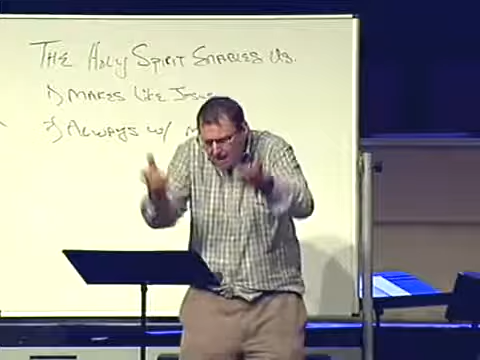 THE HOLY SPIRIT ENABLES US.
1) MAKES LIKE JESUS
2) ALWAYS W/